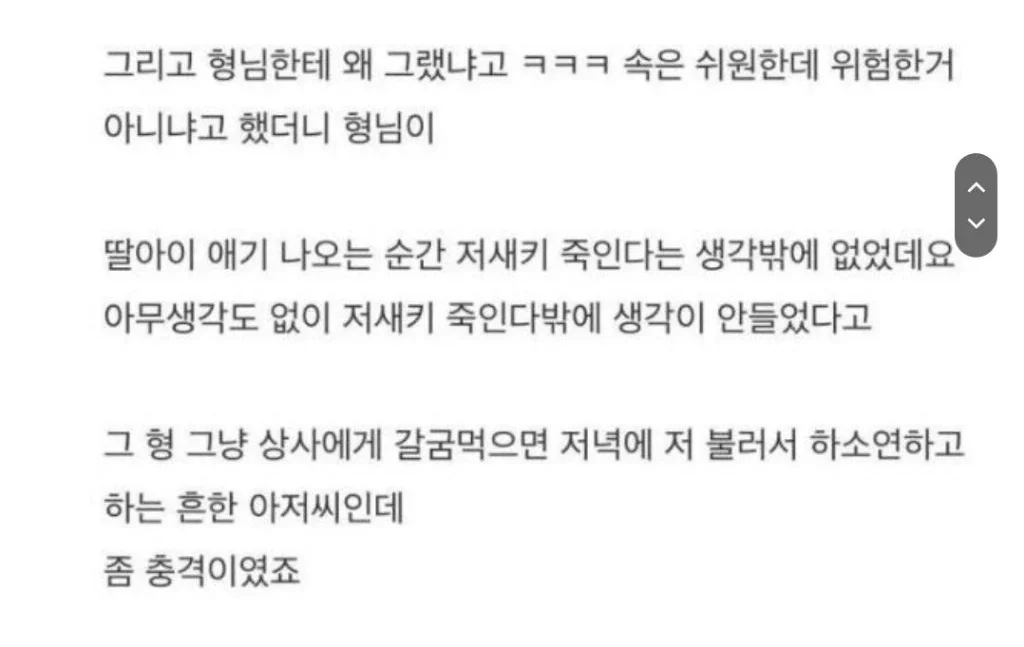 그리고 형님한테 왜 그랬냐고 ㅋㅋㅋ 속은 쉬원한데 위험한거
아니냐고 했더니 형님이
딸아이 애기 나오는 순간 저새키 죽인다는 생각밖에 없었데요
아무생각도 없이 저새키 죽인다밖에 생각이 안들었다고
그 형 그냥 상사에게 갈굼먹으면 저녁에 저 불러서 하소연하고
하는 흔한 아저씨인데
좀 충격이였죠